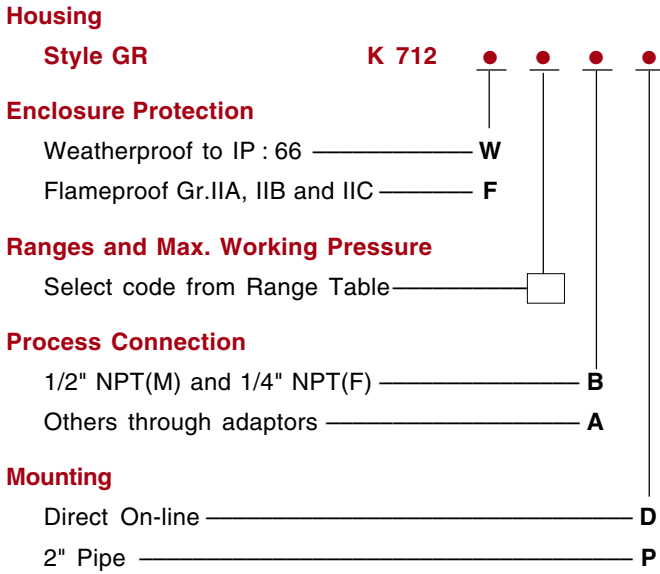 Housing
Style GR K 712 ● ● ● ●
Enclosure Protection
Weatherproof to IP : 66 W
Flameproof Gr.IIA, IIB and IIC F
Ranges and Max. Working Pressure
Select code from Range Table
Process Connection
1/2" NPT(M) and 1/4" NPT(F) B
Others through adaptors A
Mounting
Direct On-line D
2" Pipe P